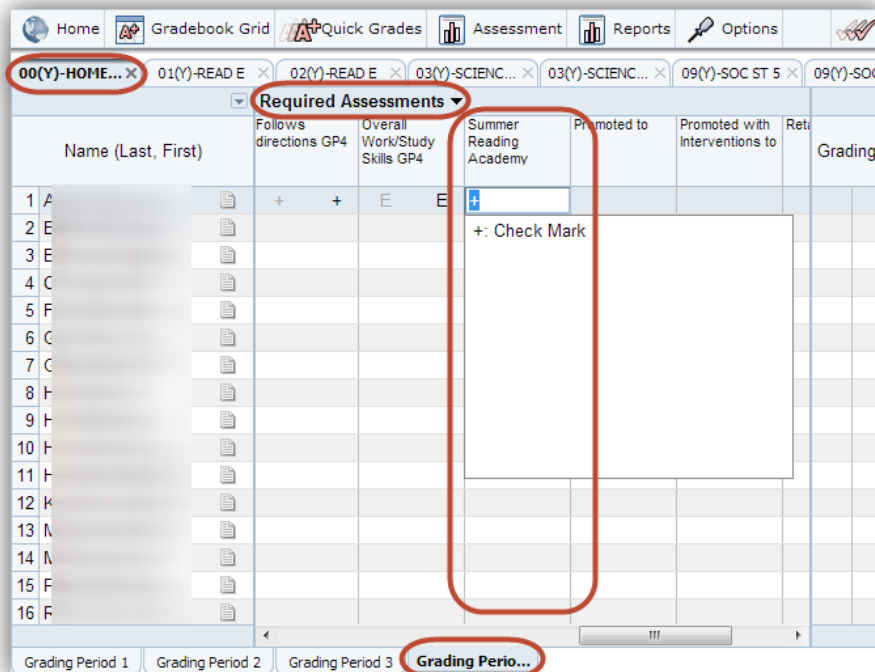 Home Gradebook Grid Quick Grades Assessment Reports Options
00(Y)-HOME... 01(Y)-READ E 02(Y)-READ E 03(Y)-SCIENC... 03(Y)-SCIENC... 09(Y)-SOC ST 5 09(Y)-SOC
Required Assessments
Name (Last, First)
Follows
directions GP4
Overall
Work/Study
Skills GP4
Summer
Reading
Academy
Promoted to
Promoted with
Interventions to
Reta
Grading
1 A + + E E +
+: Check Mark
2 E
3 E
4 C
5 F
6 G
7 G
8 H
9 H
10 H
11 H
12 K
13 M
14 M
15 F
16 R
Grading Period 1 Grading Period 2 Grading Period 3 Grading Perio...